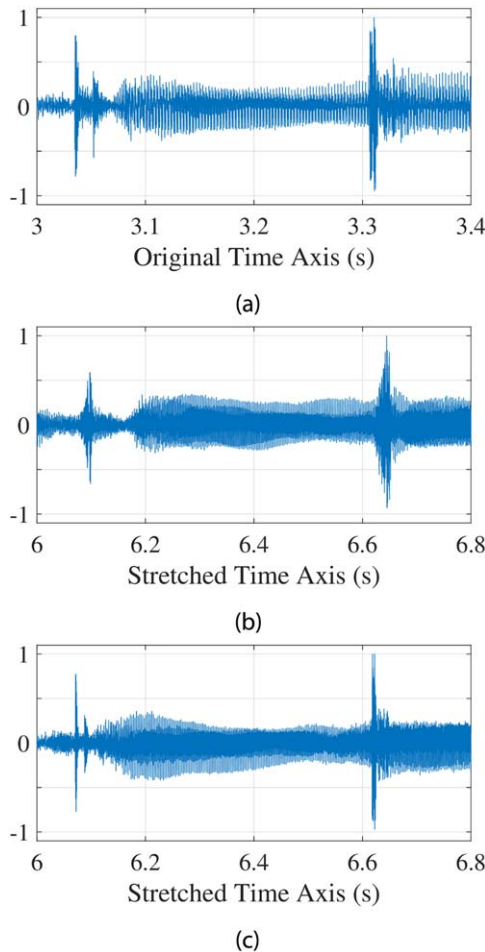 1
0
-1
3 3.1 3.2 3.3 3.4
Original Time Axis (s)
(a)
1
0
-1
6 6.2 6.4 6.6 6.8
Stretched Time Axis (s)
(b)
1
0
-1
6 6.2 6.4 6.6 6.8
Stretched Time Axis (s)
(c)